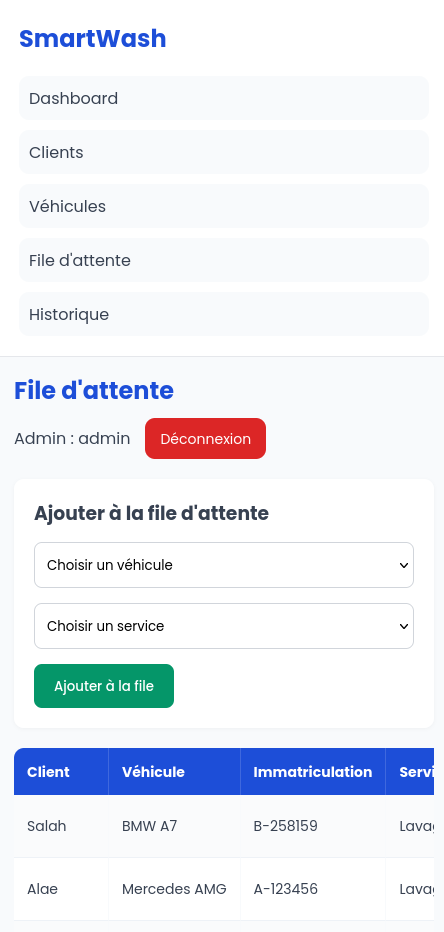 SmartWash
Dashboard
Clients
Véhicules
File d'attente
Historique
File d'attente
Admin : admin Déconnexion
Ajouter à la file d'attente
Choisir un véhicule
Choisir un service
Ajouter à la file
Client Véhicule Immatriculation
Salah BMW A7 B-258159
Alae Mercedes AMG A-123456